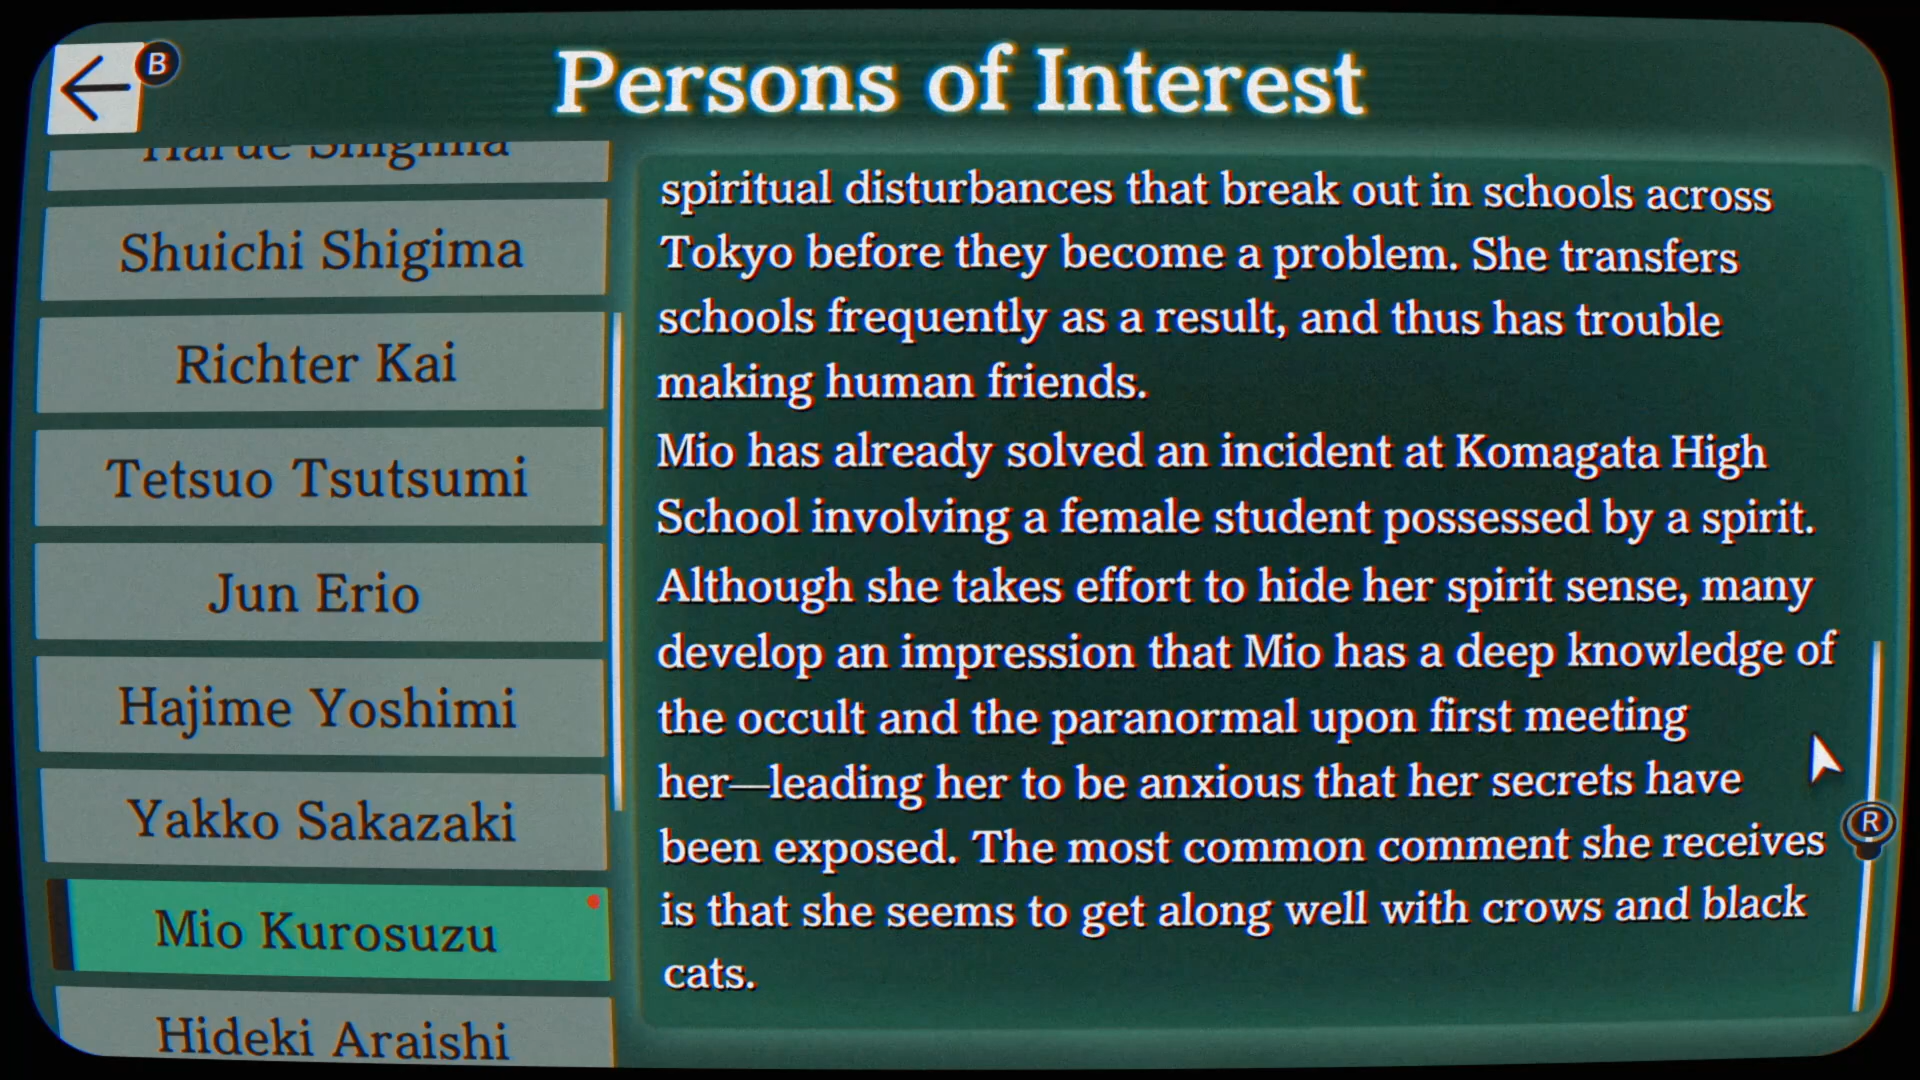 B
Persons of Interest
Harue Shigima
Shuichi Shigima
Richter Kai
Tetsuo Tsutsumi
Jun Erio
Hajime Yoshimi
Yakko Sakazaki
Mio Kurosuzu
Hideki Araishi
spiritual disturbances that break out in schools across
Tokyo before they become a problem. She transfers
schools frequently as a result, and thus has trouble
making human friends.
Mio has already solved an incident at Komagata High
School involving a female student possessed by a spirit.
Although she takes effort to hide her spirit sense, many
develop an impression that Mio has a deep knowledge of
the occult and the paranormal upon first meeting
her—leading her to be anxious that her secrets have
been exposed. The most common comment she receives
is that she seems to get along well with crows and black
cats.
R